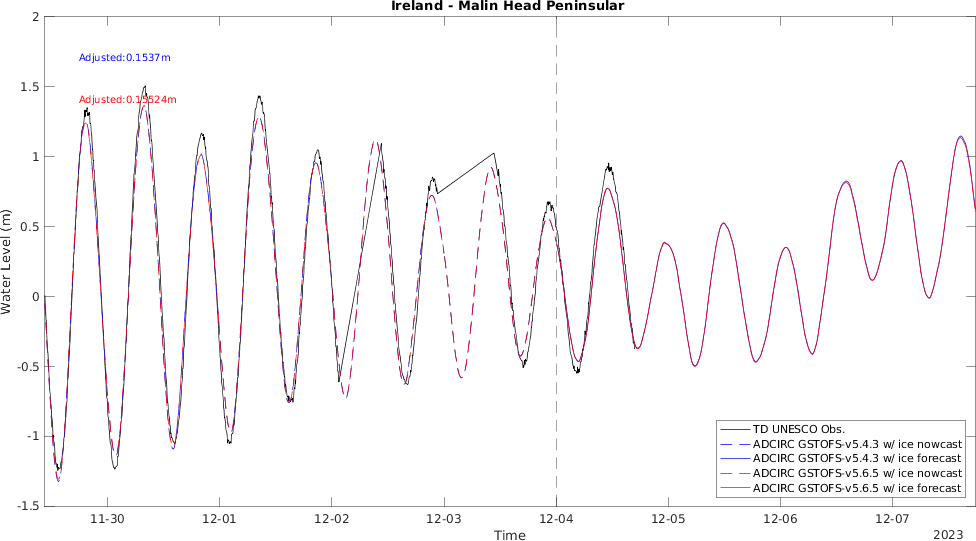 Ireland - Malin Head Peninsular
Adjusted:0.1537m
Adjusted:0.15524m
Water Level (m)
2
1.5
1
0.5
0
-0.5
-1
-1.5
11-30
12-01
12-02
12-03
12-04
12-05
12-06
12-07
Time
2023
TD UNESCO Obs.
ADCIRC GSTOFS-v5.4.3 w/ ice nowcast
ADCIRC GSTOFS-v5.4.3 w/ ice forecast
ADCIRC GSTOFS-v5.6.5 w/ ice nowcast
ADCIRC GSTOFS-v5.6.5 w/ ice forecast